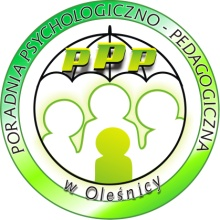 PORADNIA PSYCHOLOGICZNO - PEDAGOGICZNA
PPP
w Oleśnicy